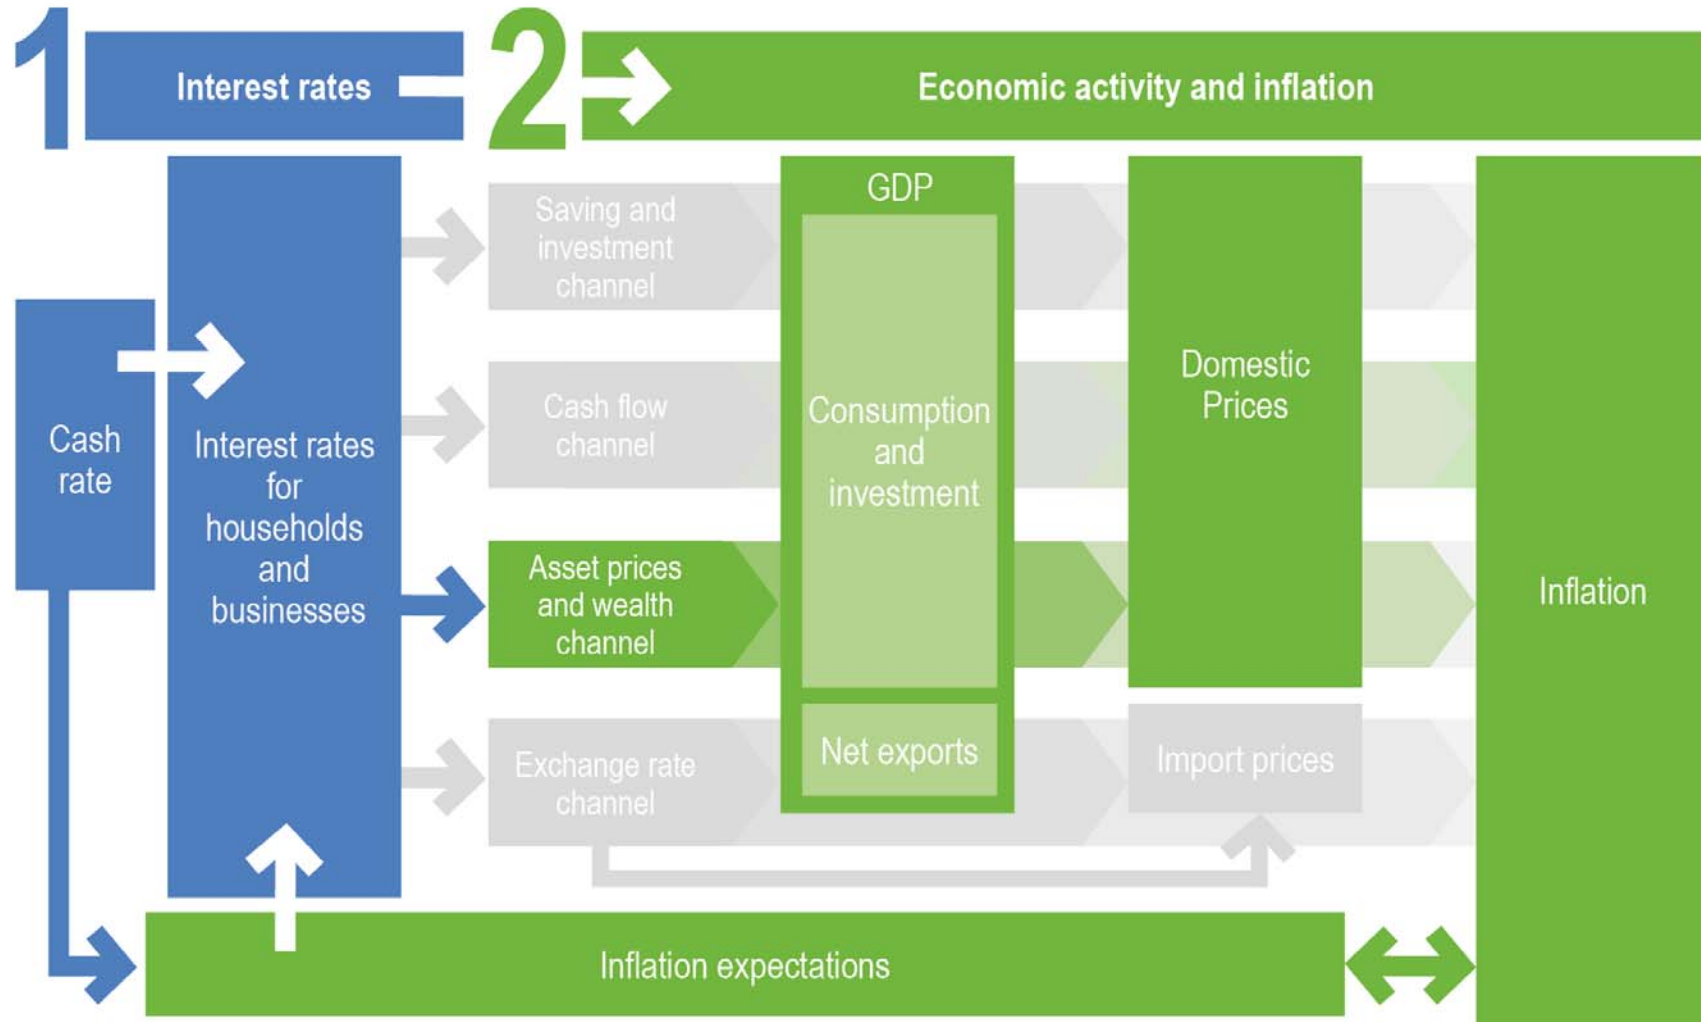 1
Interest rates
2
Economic activity and inflation
Cash
rate
Interest rates
for
households
and
businesses
Saving and
investment
channel
Cash flow
channel
Asset prices
and wealth
channel
Exchange rate
channel
GDP
Consumption
and
investment
Net exports
Domestic
Prices
Import prices
Inflation
Inflation expectations